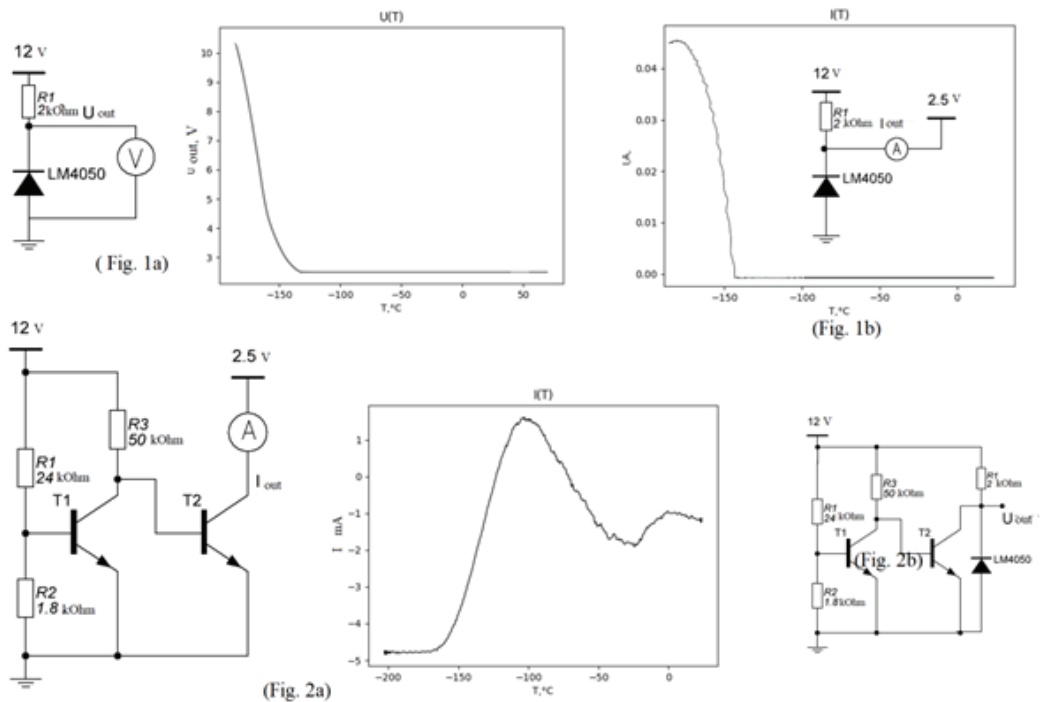 12 V
R1
2kOhm U out
V
LM4050
( Fig. 1a)
U(T)
U out, V
10
9
8
7
6
5
4
3
−150
−100
−50
0
50
T,°C
I(T)
I,A
0.04
0.03
0.02
0.01
0.00
−150
−100
−50
0
T,°C
12 V
R1
2 kOhm I out
2.5 V
A
LM4050
(Fig. 1b)
12 V
R1
24 kOhm
R2
1.8 kOhm
R3
50 kOhm
T1
T2
2.5 V
A
I out
(Fig. 2a)
I(T)
I mA
1
0
−1
−2
−3
−4
−5
−200
−150
−100
−50
0
T,°C
12 V
R1
24 kOhm
R3
50 kOhm
R1
2 kOhm
U out
T1
T2
(Fig. 2b)
LM4050
R2
1.8 kOhm